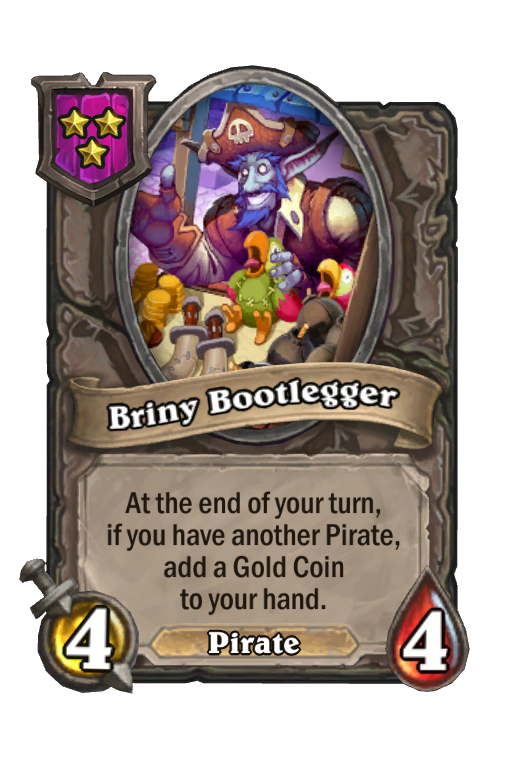 Briny Bootlegger
At the end of your turn,
if you have another Pirate,
add a Gold Coin
to your hand.
4
Pirate
4